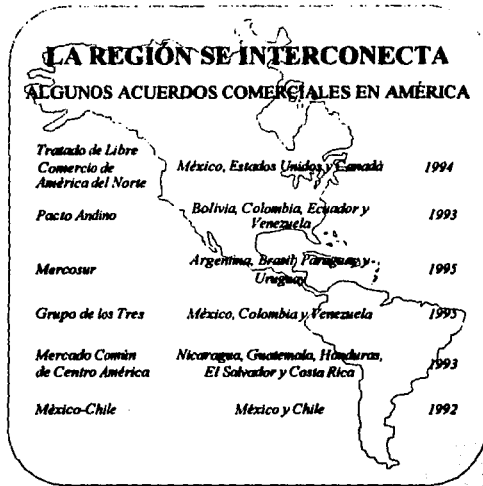 LA REGIÓN SE INTERCONECTA
ALGUNOS ACUERDOS COMERCIALES EN AMÉRICA
Tratado de Libre
Comercio de México, Estados Unidos y Canadá 1994
América del Norte
Pacto Andino Bolivia, Colombia, Ecuador y 1993
Venezuela
Mercosur Argentina, Brasil, Paraguay y 1995
Uruguay
Grupo de los Tres México, Colombia y Venezuela 1995
Mercado Común Nicaragua, Guatemala, Honduras, 1993
de Centro América El Salvador y Costa Rica
México-Chile México y Chile 1992